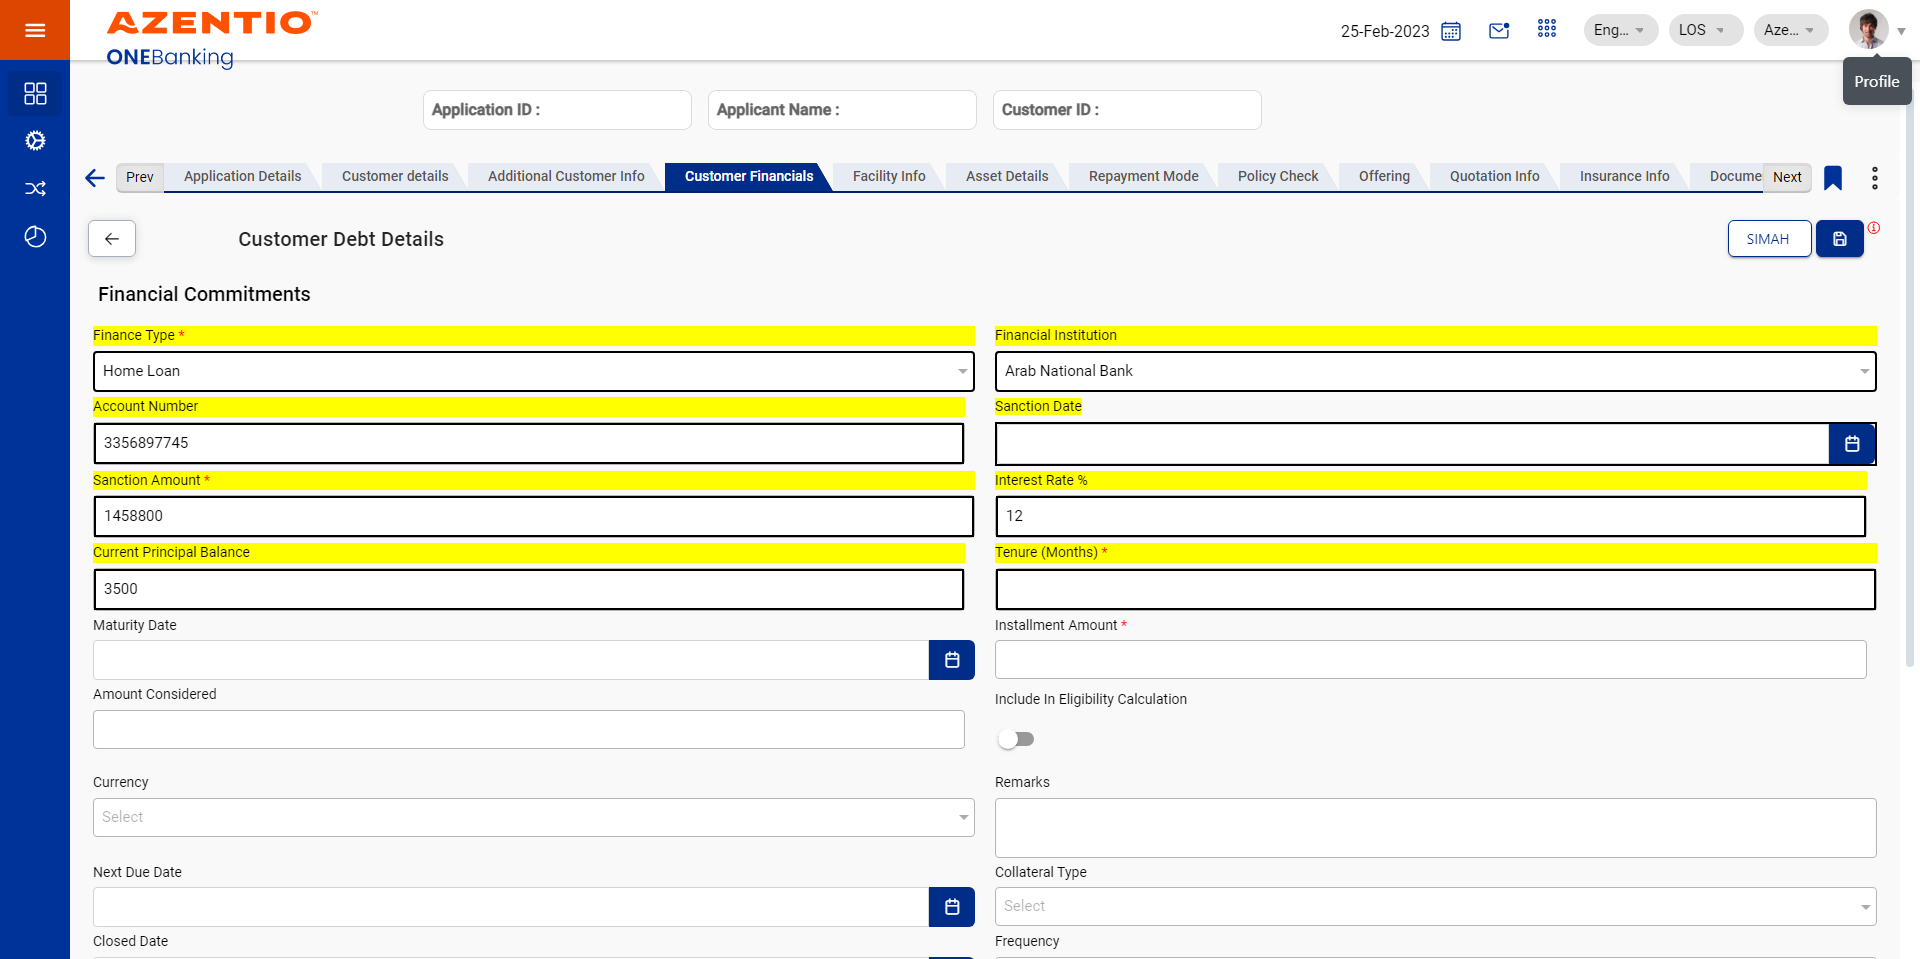 AZENTIO™
ONEBanking
25-Feb-2023
Eng...
LOS
Aze...
Profile
Application ID :
Applicant Name :
Customer ID :
Prev
Application Details
Customer details
Additional Customer Info
Customer Financials
Facility Info
Asset Details
Repayment Mode
Policy Check
Offering
Quotation Info
Insurance Info
Docume
Next
Customer Debt Details
SIMAH
Financial Commitments
Finance Type *
Financial Institution
Home Loan
Arab National Bank
Account Number
Sanction Date
3356897745
Sanction Amount *
Interest Rate %
1458800
12
Current Principal Balance
Tenure (Months) *
3500
Maturity Date
Installment Amount *
Amount Considered
Include In Eligibility Calculation
Currency
Remarks
Select
Next Due Date
Collateral Type
Select
Closed Date
Frequency